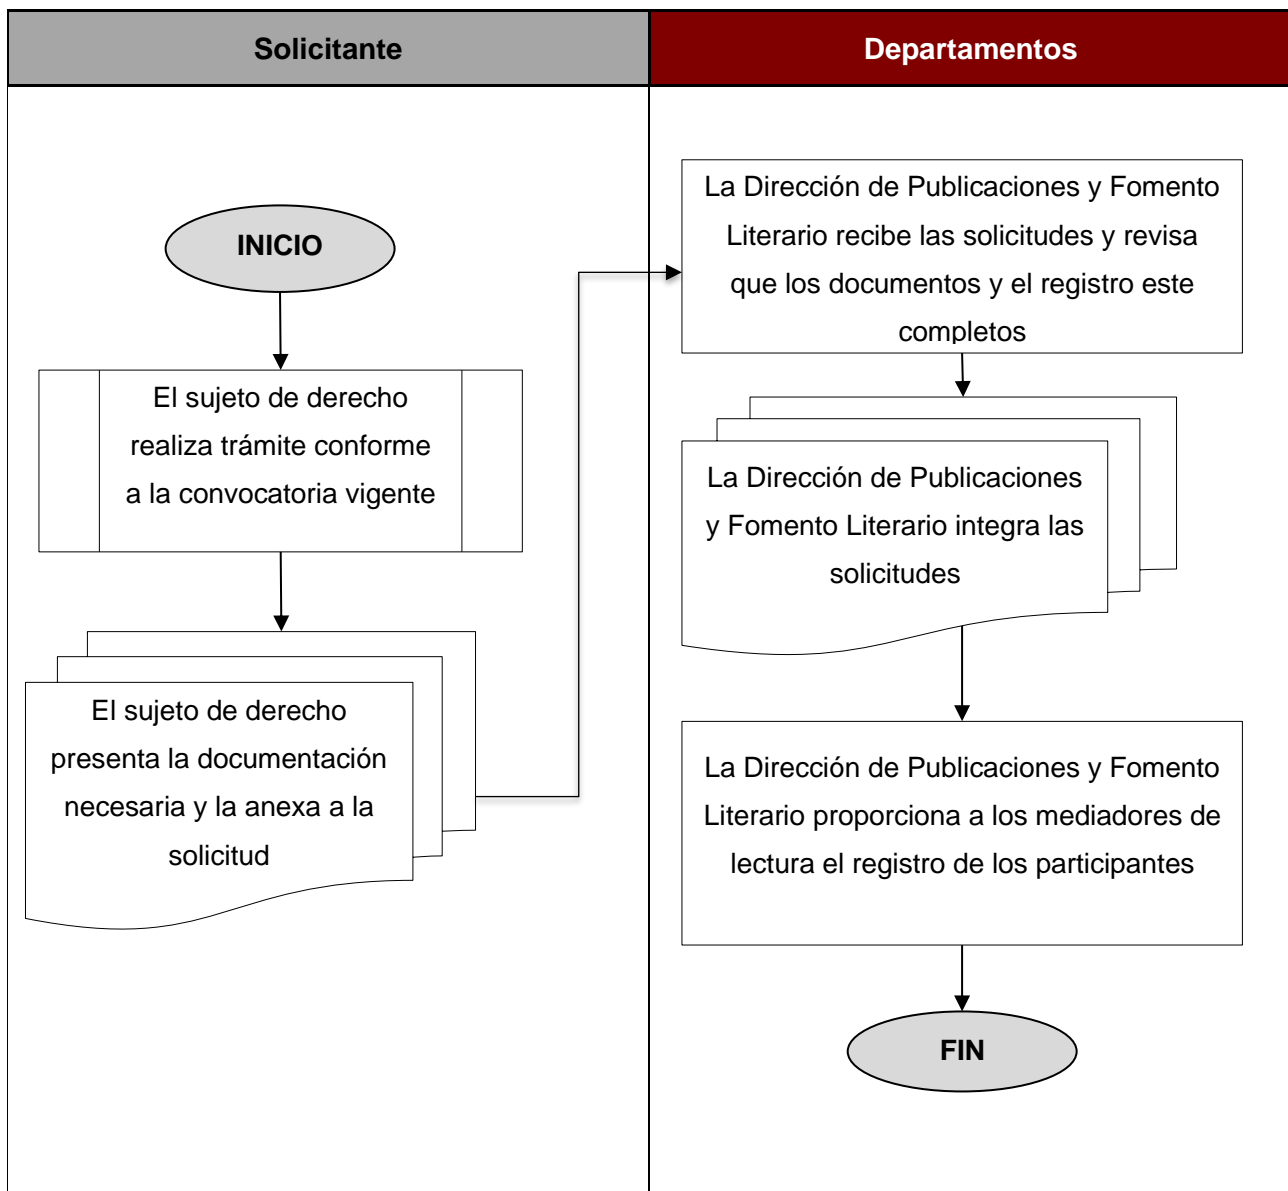 Solicitante
Departamentos
INICIO
El sujeto de derecho
realiza trámite conforme
a la convocatoria vigente
El sujeto de derecho
presenta la documentación
necesaria y la anexa a la
solicitud
La Dirección de Publicaciones y Fomento
Literario recibe las solicitudes y revisa
que los documentos y el registro este
completos
La Dirección de Publicaciones
y Fomento Literario integra las
solicitudes
La Dirección de Publicaciones y Fomento
Literario proporciona a los mediadores de
lectura el registro de los participantes
FIN